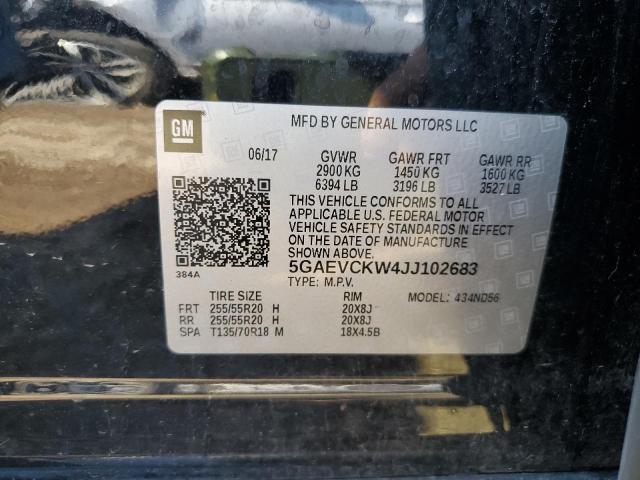 GM
MFD BY GENERAL MOTORS LLC
06/17 GVWR GAWR FRT GAWR RR
2900 KG 1450 KG 1600 KG
6394 LB 3196 LB 3527 LB
THIS VEHICLE CONFORMS TO ALL
APPLICABLE U.S. FEDERAL MOTOR
VEHICLE SAFETY STANDARDS IN EFFECT
ON THE DATE OF MANUFACTURE
SHOWN ABOVE.
384A
5GAEVCKW4JJ102683
TYPE: M.P.V.
TIRE SIZE RIM MODEL: 434ND56
FRT 255/55R20 H 20X8J
RR 255/55R20 H 20X8J
SPA T135/70R18 M 18X4.5B